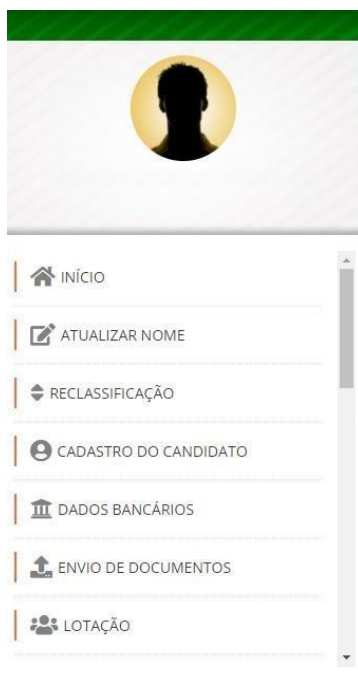 INÍCIO
ATUALIZAR NOME
RECLASSIFICAÇÃO
CADASTRO DO CANDIDATO
DADOS BANCÁRIOS
ENVIO DE DOCUMENTOS
LOTAÇÃO